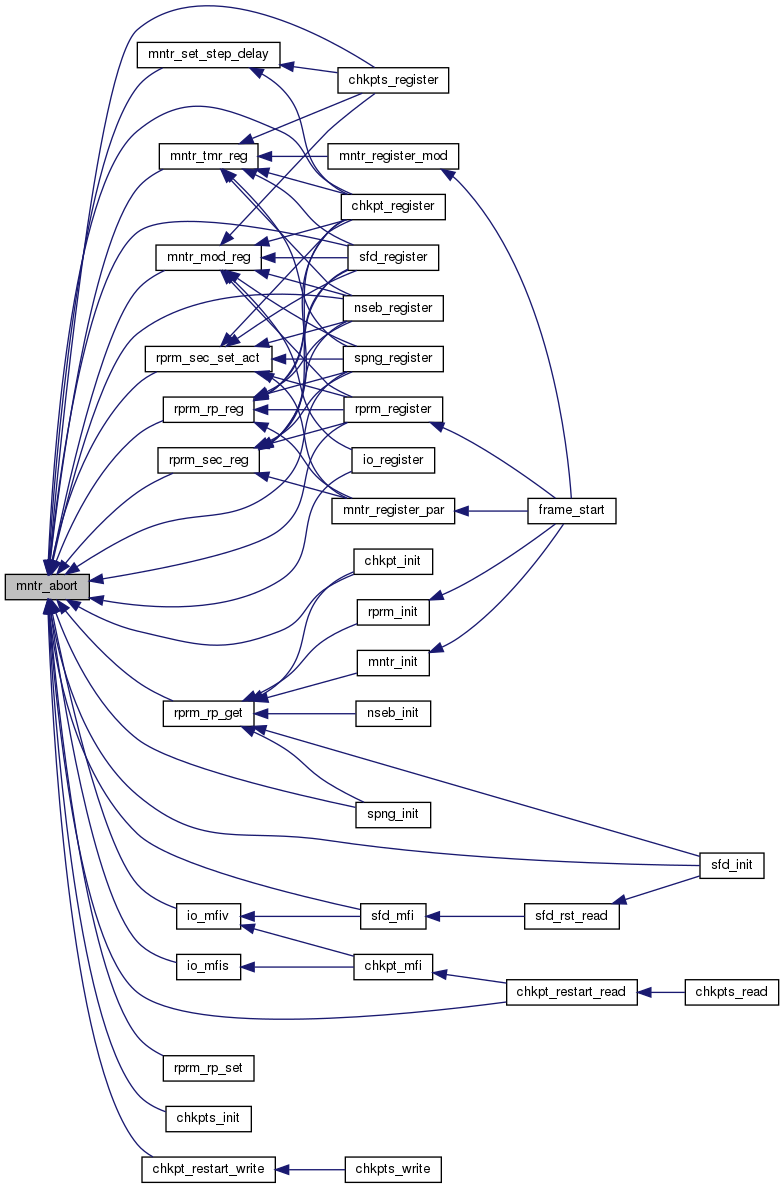 mntr_set_step_delay
chkpts_register
mntr_tmr_reg
mntr_register_mod
chkpt_register
mntr_mod_reg
sfd_register
nseb_register
rprm_sec_set_act
spng_register
rprm_rp_reg
rprm_register
rprm_sec_reg
io_register
mntr_register_par
frame_start
chkpt_init
mntr_abort
rprm_init
mntr_init
rprm_rp_get
nseb_init
spng_init
sfd_init
io_mfiv
sfd_mfi
sfd_rst_read
io_mfis
chkpt_mfi
chkpt_restart_read
chkpts_read
rprm_rp_set
chkpts_init
chkpt_restart_write
chkpts_write